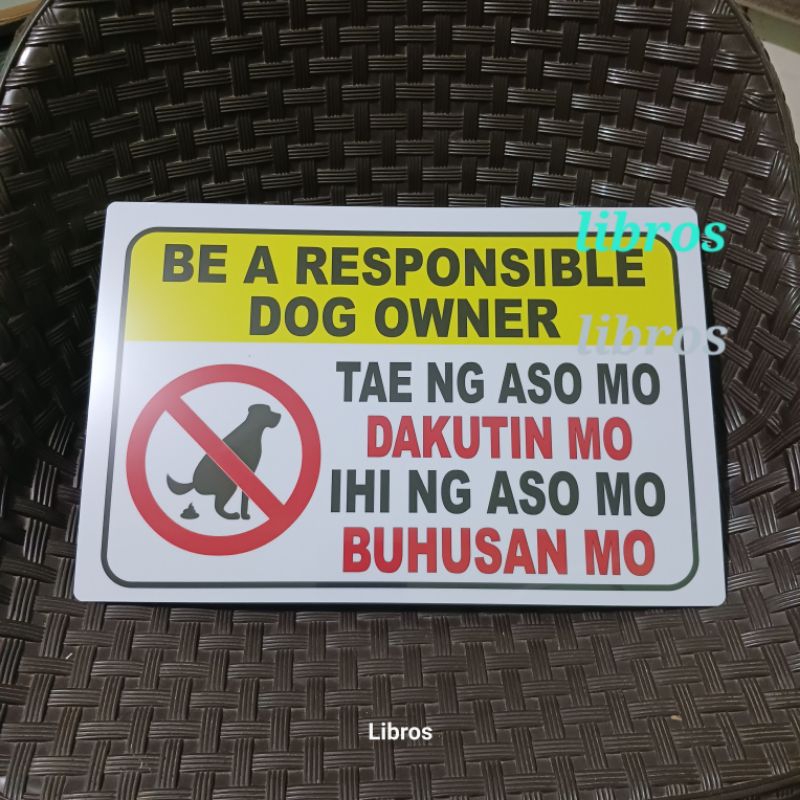 libros
BE A RESPONSIBLE
DOG OWNER
libros
TAE NG ASO MO
DAKUTIN MO
IHI NG ASO MO
BUHUSAN MO
Libros